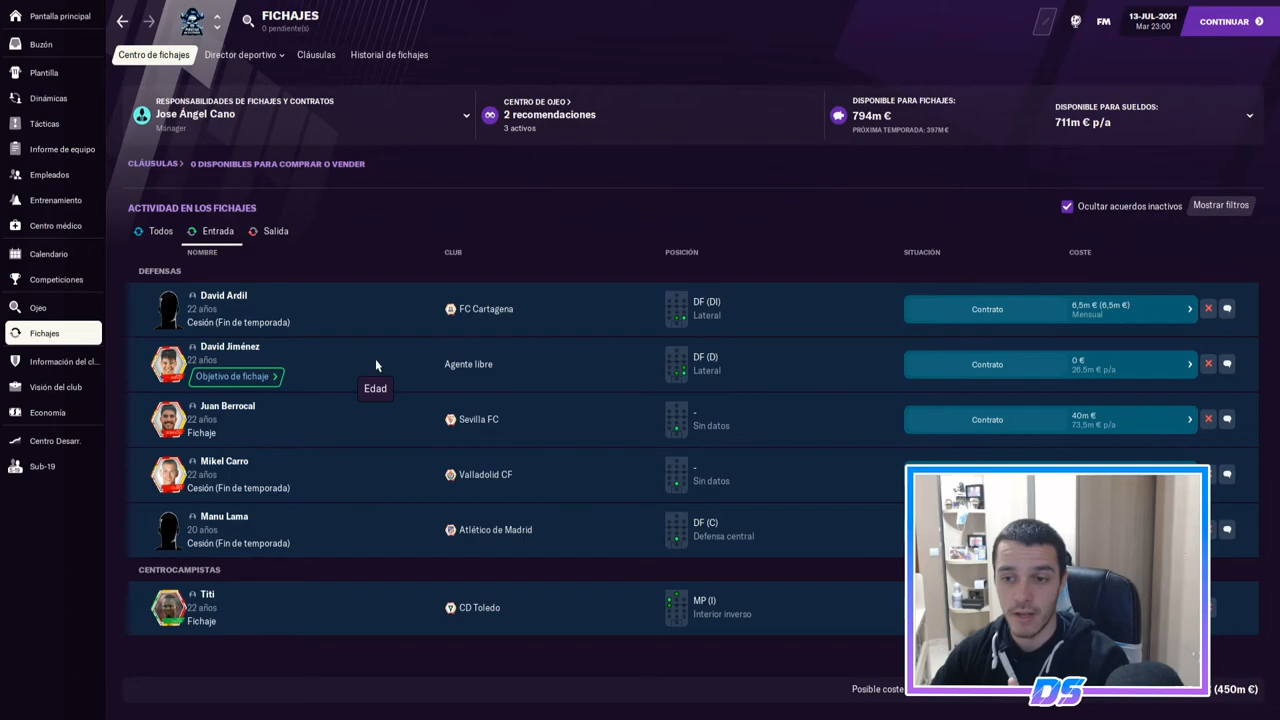 Pantalla principal
FICHAJES
0 pendiente(s)
FM
13-JUL-2021
Mar 23:00
CONTINUAR
Buzón
Plantilla
Dinámicas
Tácticas
Informe de equipo
Empleados
Entrenamiento
Centro médico
Calendario
Competiciones
Ojeo
Fichajes
Información del cl...
Visión del club
Economía
Centro Desarr.
Sub-19
Centro de fichajes
Director deportivo
Cláusulas
Historial de fichajes
RESPONSABILIDADES DE FICHAJES Y CONTRATOS
Jose Ángel Cano
Manager
CENTRO DE OJEO >
2 recomendaciones
3 activos
DISPONIBLE PARA FICHAJES:
794m €
PRÓXIMA TEMPORADA: 397M €
DISPONIBLE PARA SUELDOS:
711m € p/a
CLÁUSULAS > 0 DISPONIBLES PARA COMPRAR O VENDER
ACTIVIDAD EN LOS FICHAJES
Ocultar acuerdos inactivos
Mostrar filtros
Todos
Entrada
Salida
NOMBRE CLUB POSICIÓN SITUACIÓN COSTE
DEFENSAS
David Ardil
22 años
Cesión (Fin de temporada)
FC Cartagena
DF (DI)
Lateral
Contrato
6,5m € (6,5m €)
Mensual
David Jiménez
22 años
Objetivo de fichaje >
Edad
Agente libre
DF (D)
Lateral
Contrato
0 €
26,5m € p/a
Juan Berrocal
22 años
Fichaje
Sevilla FC
-
Sin datos
Contrato
40m €
73,5m € p/a
Mikel Carro
22 años
Cesión (Fin de temporada)
Valladolid CF
-
Sin datos
Manu Lama
20 años
Cesión (Fin de temporada)
Atlético de Madrid
DF (C)
Defensa central
CENTROCAMPISTAS
Titi
22 años
Fichaje
CD Toledo
MP (I)
Interior inverso
Posible coste
(450m €)
DS